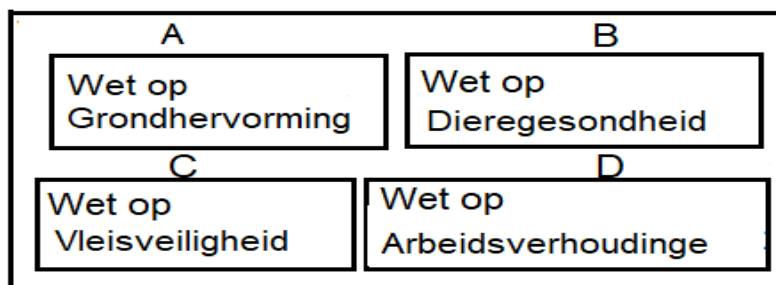 A
B
Wet op
Grondhervorming
Wet op
Dieregesondheid
C
D
Wet op
Vleisveiligheid
Wet op
Arbeidsverhoudinge